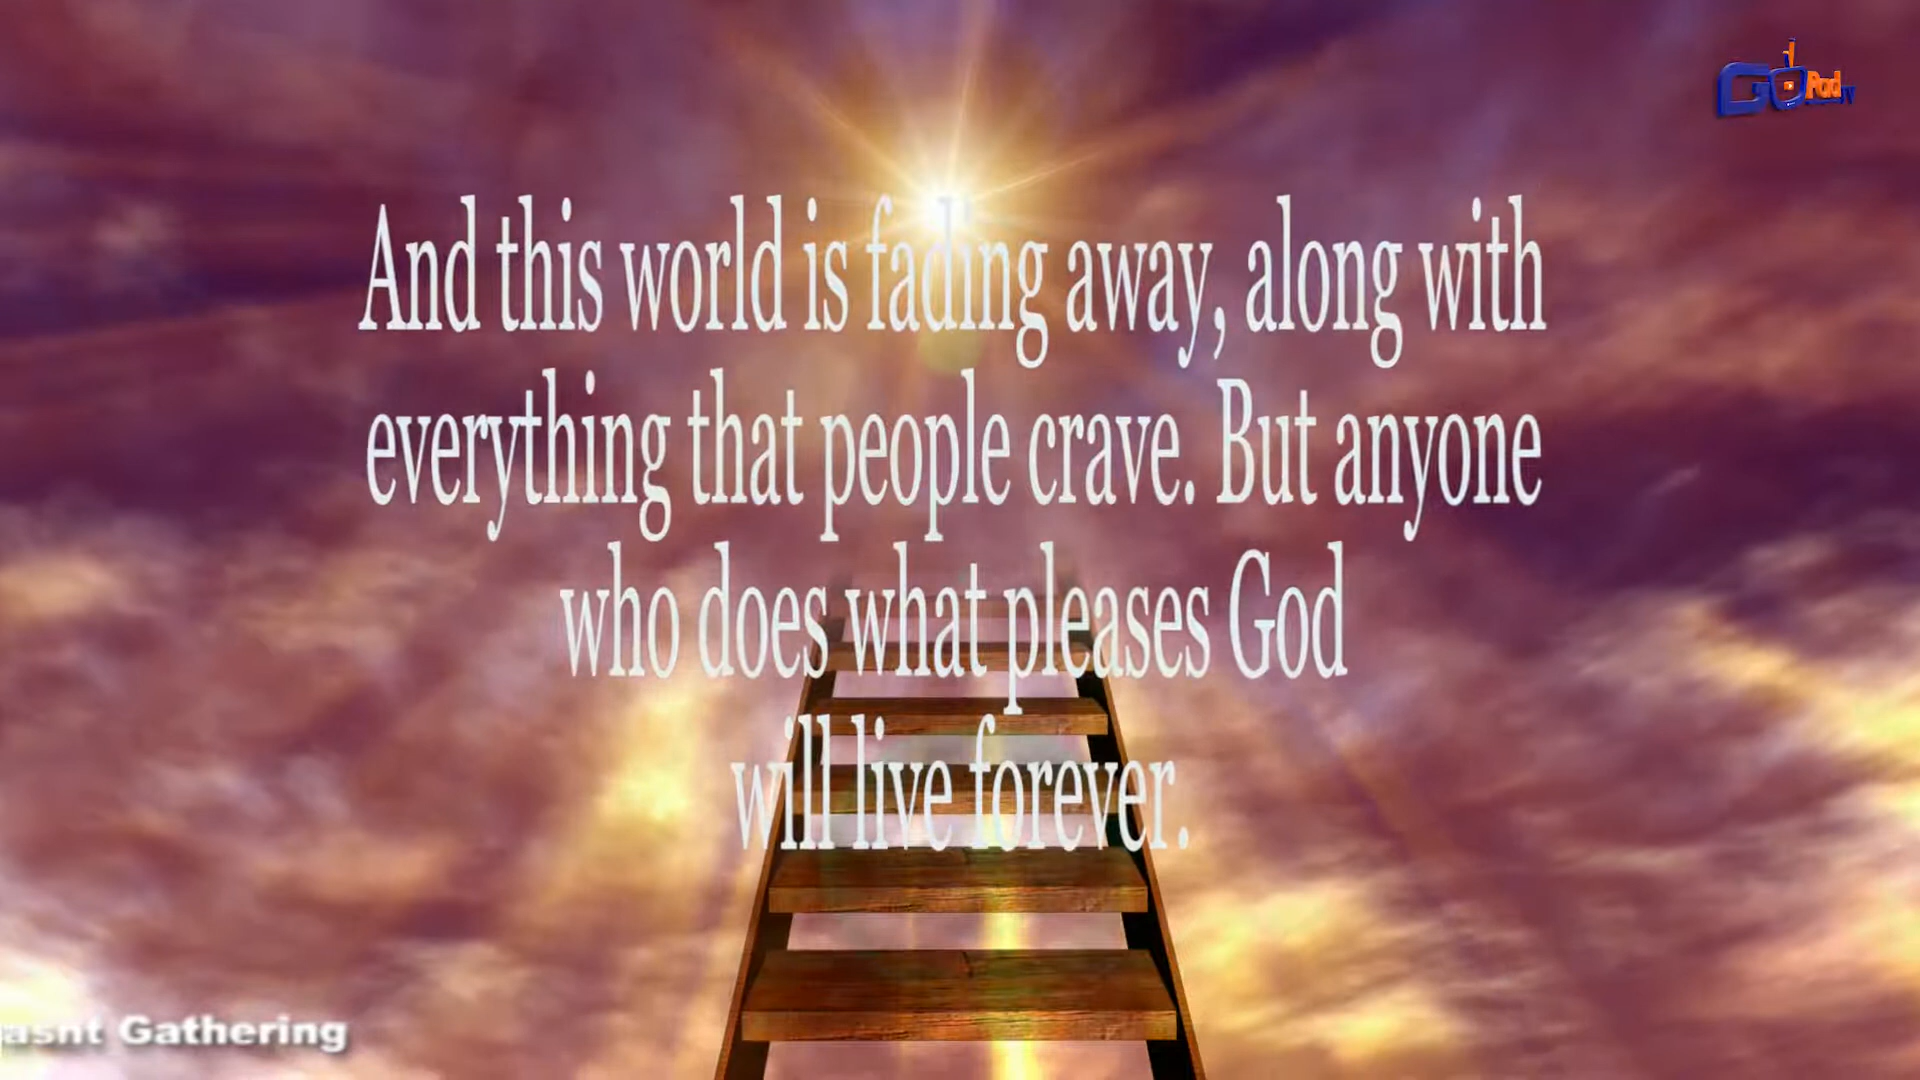 Pod
And this world is fading away, along with
everything that people crave. But anyone
who does what pleases God
will live forever.
Gathering